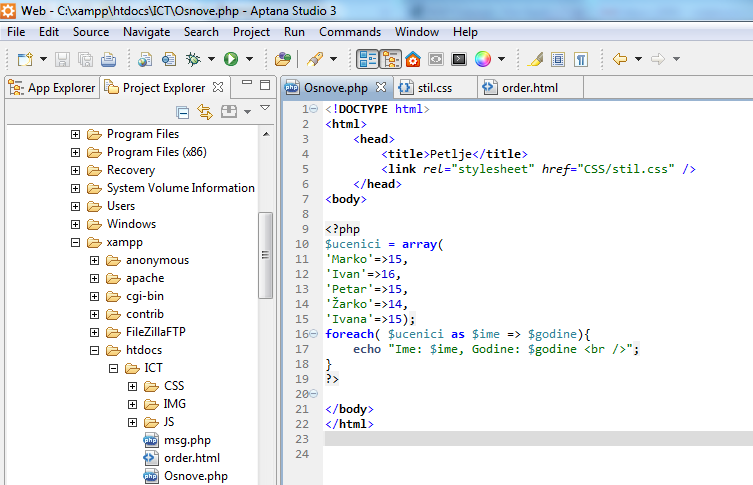 Web - C:\xampp\htdocs\ICT\Osnove.php - Aptana Studio 3
File Edit Source Navigate Search Project Run Commands Window Help
App Explorer Project Explorer
Program Files
Program Files (x86)
Recovery
System Volume Information
Users
Windows
xampp
anonymous
apache
cgi-bin
contrib
FileZillaFTP
htdocs
ICT
CSS
IMG
JS
msg.php
order.html
Osnove.php
Osnove.php stil.css order.html
1 <!DOCTYPE html>
2 <html>
3 <head>
4 <title>Petlje</title>
5 <link rel="stylesheet" href="CSS/stil.css" />
6 </head>
7 <body>
8
9 <?php
10 $ucenici = array(
11 'Marko'=>15,
12 'Ivan'=>16,
13 'Petar'=>15,
14 'Žarko'=>14,
15 'Ivana'=>15);
16 foreach( $ucenici as $ime => $godine){
17 echo "Ime: $ime, Godine: $godine <br />";
18 }
19 ?>
20
21 </body>
22 </html>
23
24